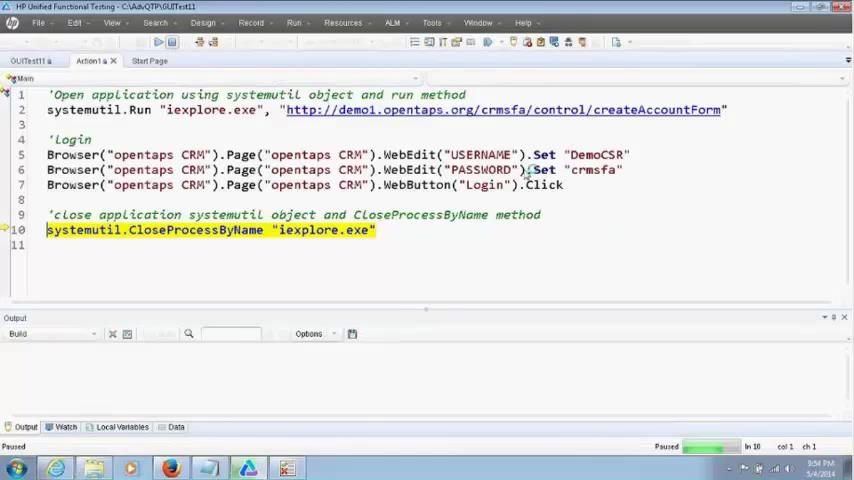 HP Unified Functional Testing - C:\AdvQTP\GUITest11
File Edit View Search Design Record Run Resources ALM Tools Window Help
GUITest11 Action1 Start Page
Main
1 'Open application using systemutil object and run method
2 systemutil.Run "iexplore.exe", "http://demo1.opentaps.org/crmsfa/control/createAccountForm"
3
4 'login
5 Browser("opentaps CRM").Page("opentaps CRM").WebEdit("USERNAME").Set "DemoCSR"
6 Browser("opentaps CRM").Page("opentaps CRM").WebEdit("PASSWORD").Set "crmsfa"
7 Browser("opentaps CRM").Page("opentaps CRM").WebButton("Login").Click
8
9 'close application systemutil object and CloseProcessByName method
10 systemutil.CloseProcessByName "iexplore.exe"
11
Output
Build Options
Output Watch Local Variables Data
Paused Paused ln 10 col 1 ch 1
9:54 PM
5/4/2014